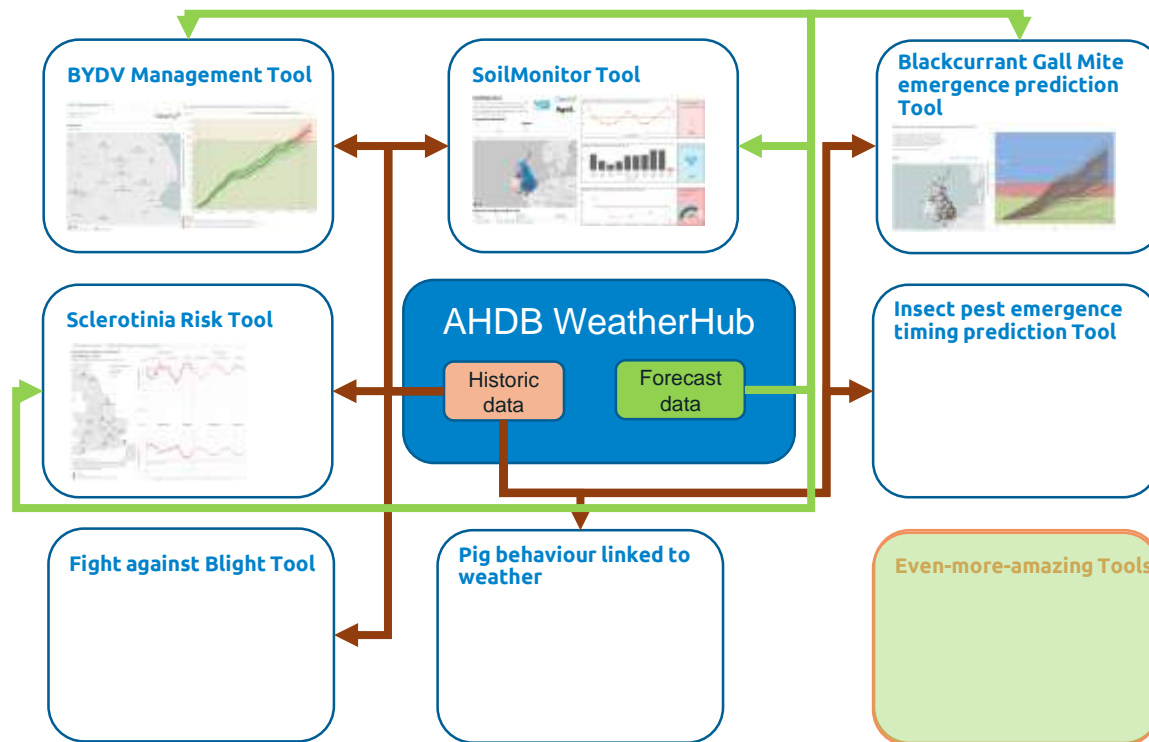 BYDV Management Tool
SoilMonitor Tool
Blackcurrant Gall Mite
emergence prediction
Tool
Sclerotinia Risk Tool
AHDB WeatherHub
Historic
data
Forecast
data
Insect pest emergence
timing prediction Tool
Fight against Blight Tool
Pig behaviour linked to
weather
Even-more-amazing Tools